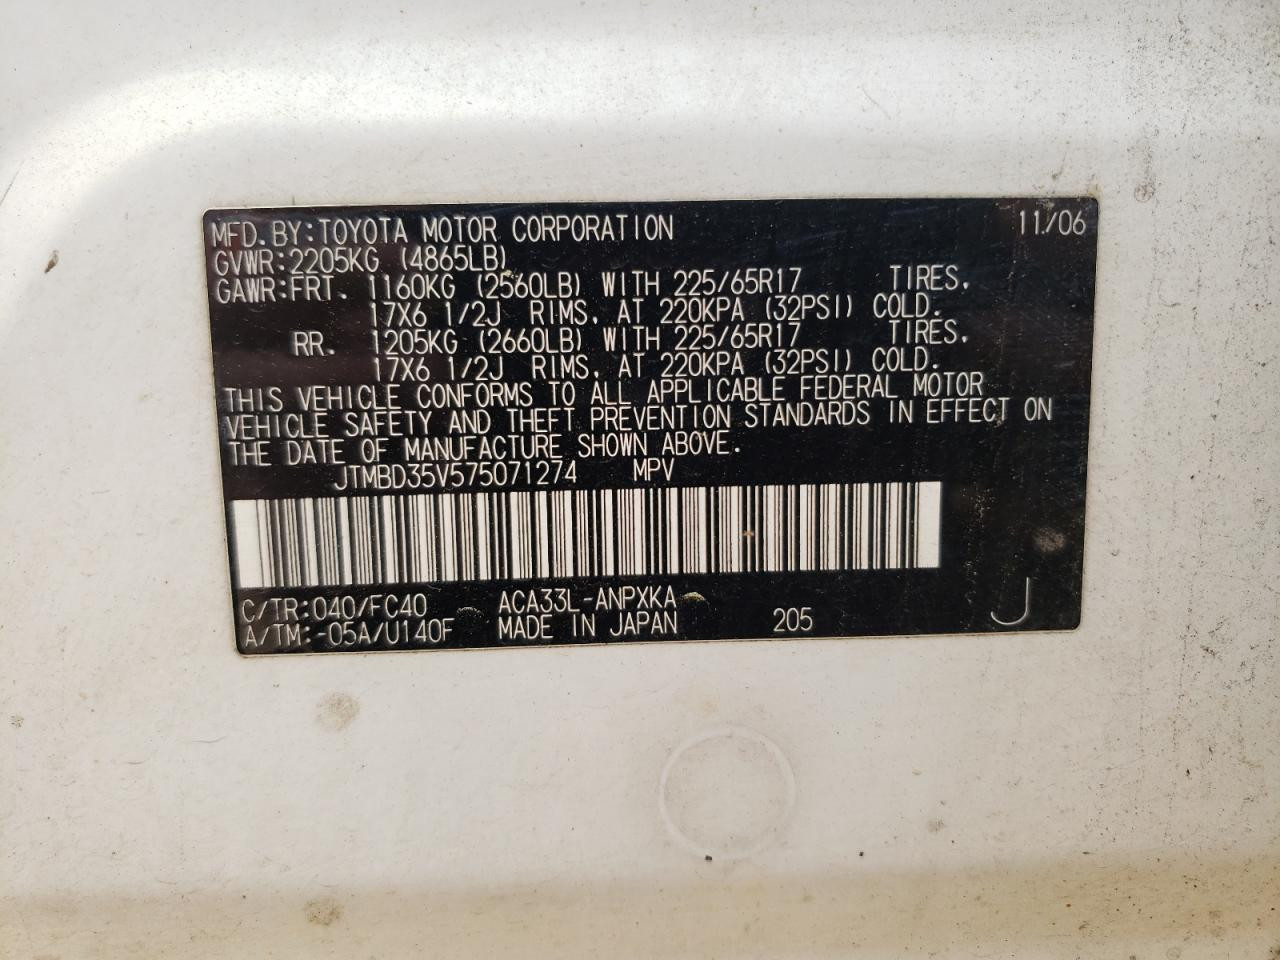 MFD. BY: TOYOTA MOTOR CORPORATION 11/06
GVWR: 2205KG (4865LB)
GAWR: FRT. 1160KG (2560LB) WITH 225/65R17 TIRES,
17X6 1/2J RIMS, AT 220KPA (32PSI) COLD.
RR. 1205KG (2660LB) WITH 225/65R17 TIRES,
17X6 1/2J RIMS, AT 220KPA (32PSI) COLD.
THIS VEHICLE CONFORMS TO ALL APPLICABLE FEDERAL MOTOR
VEHICLE SAFETY AND THEFT PREVENTION STANDARDS IN EFFECT ON
THE DATE OF MANUFACTURE SHOWN ABOVE.
JTMBD35V575071274 MPV
C/TR: 040/FC40 ACA33L-ANPXKA
A/TM: -05A/U140F MADE IN JAPAN 205 J